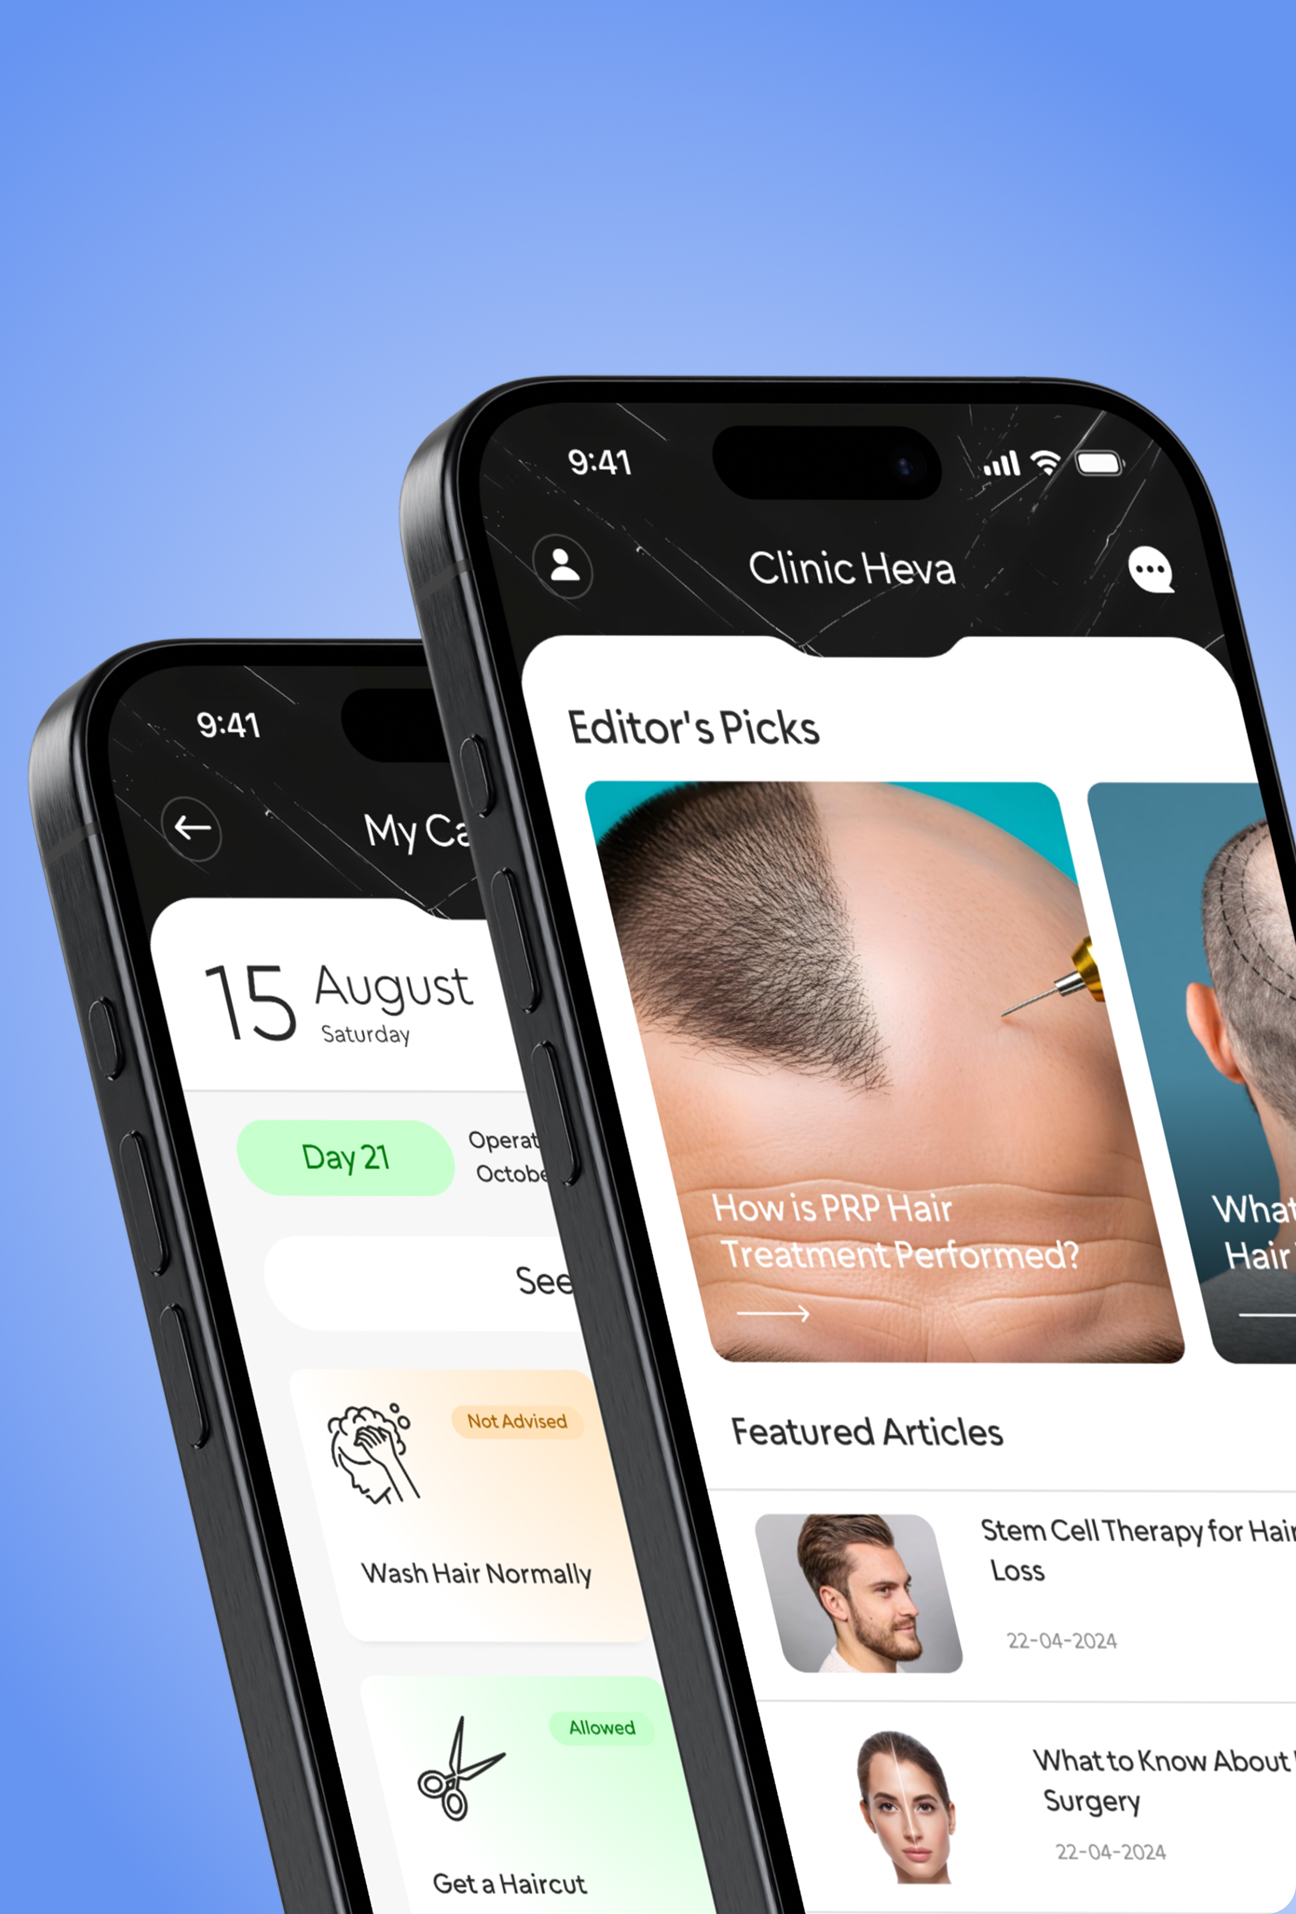 9:41
Clinic Heva
Editor's Picks
How is PRP Hair
Treatment Performed?
What
Hair
Featured Articles
Stem Cell Therapy for Hair
Loss
22-04-2024
What to Know About
Surgery
22-04-2024
9:41
My Ca
15 August
Saturday
Day 21
Operat
Octobe
See
Not Advised
Wash Hair Normally
Allowed
Get a Haircut